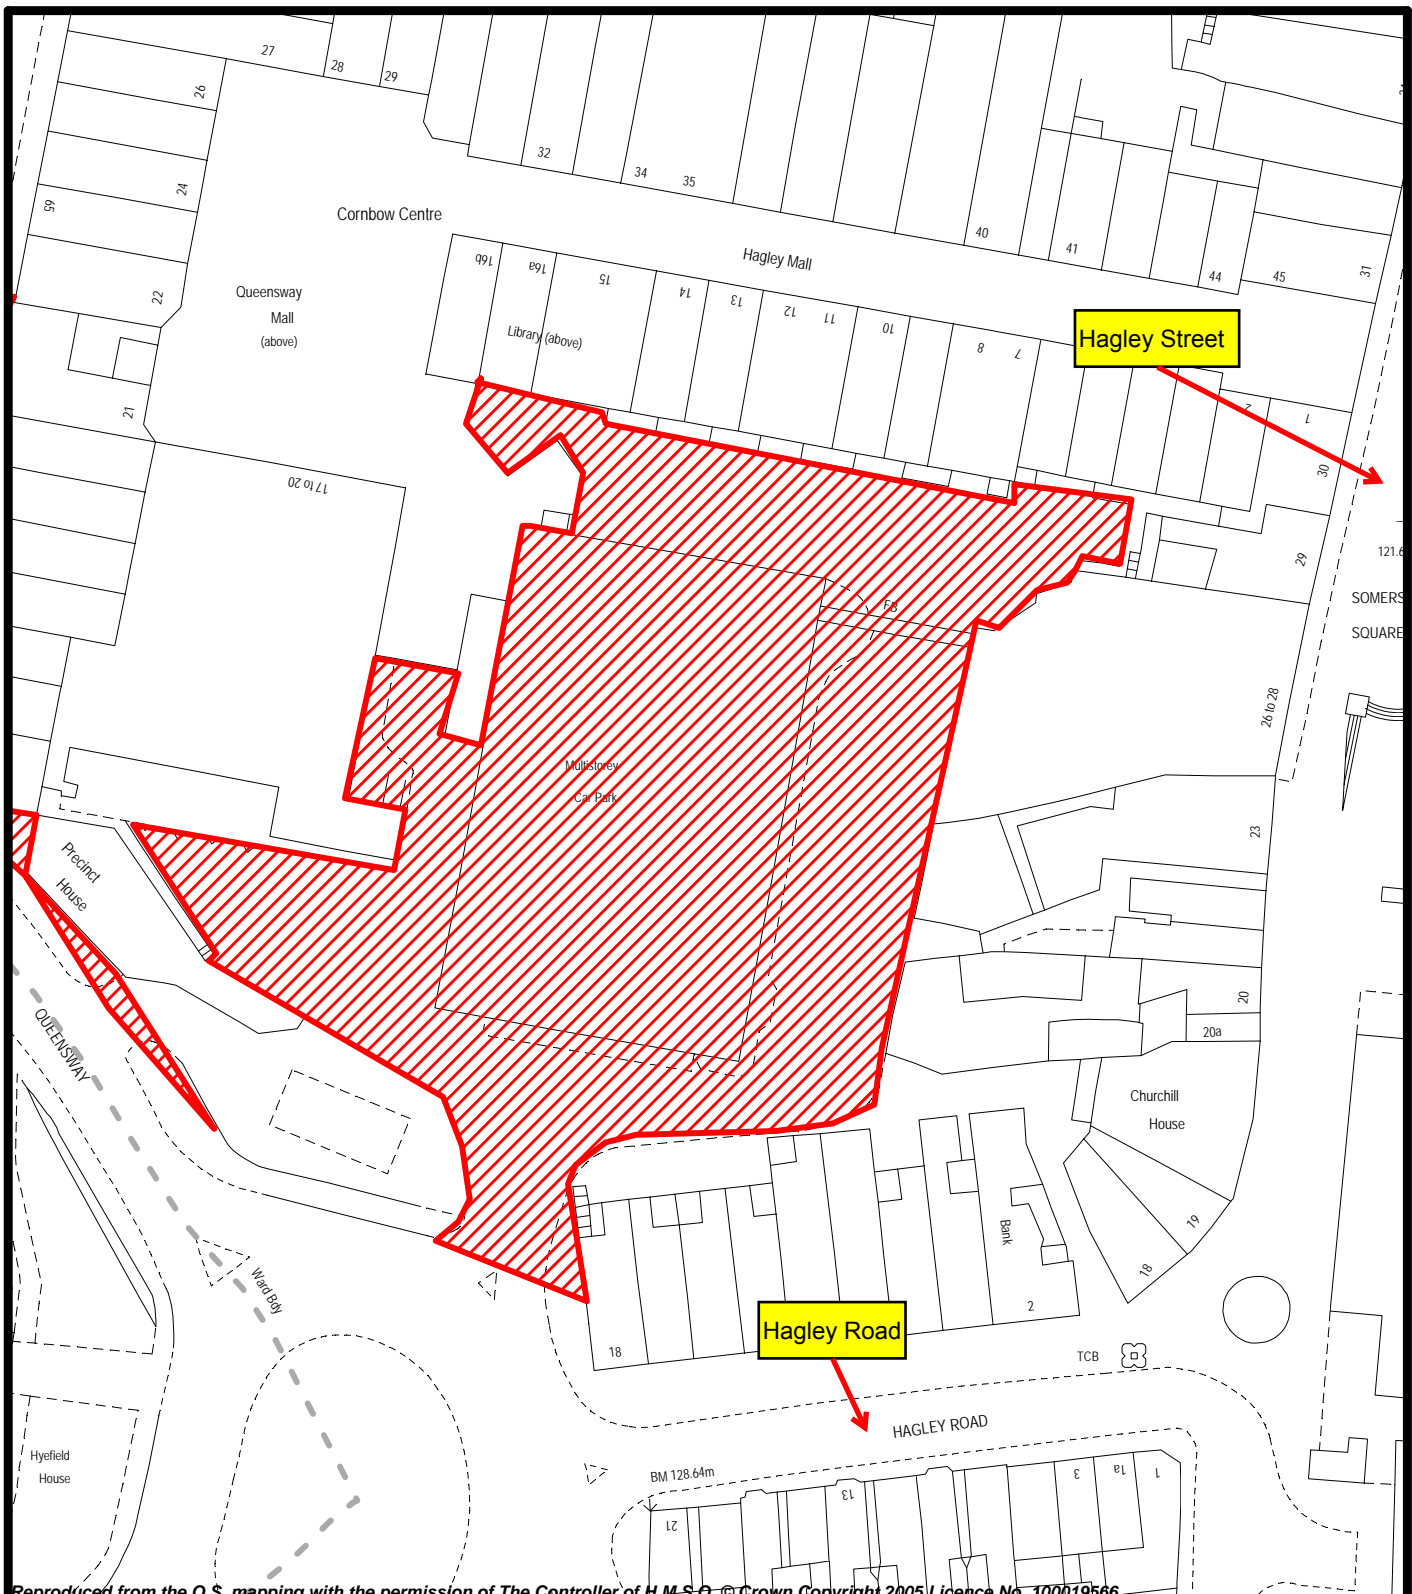 27
28
29
26
32
34
35
24
65
Cornbow Centre
40
41
44
45
31
Hagley Mall
16b
16a
15
14
13
12
11
10
8
7
22
Queensway
Mall
(above)
Library (above)
Hagley Street
21
2
1
30
17 to 20
29
121.6
SOMERS
SQUARE
FB
26 to 28
Multistorey
Car Park
23
Precinct
House
20
20a
QUEENSWAY
Churchill
House
19
18
Bank
2
Ward Bdy
18
Hagley Road
TCB
HAGLEY ROAD
Hyefield
House
BM 128.64m
21
13
3
1a
1
Reproduced from the O.S. mapping with the permission of The Controller of H.M.S.O. © Crown Copyright 2005 Licence No. 100019566